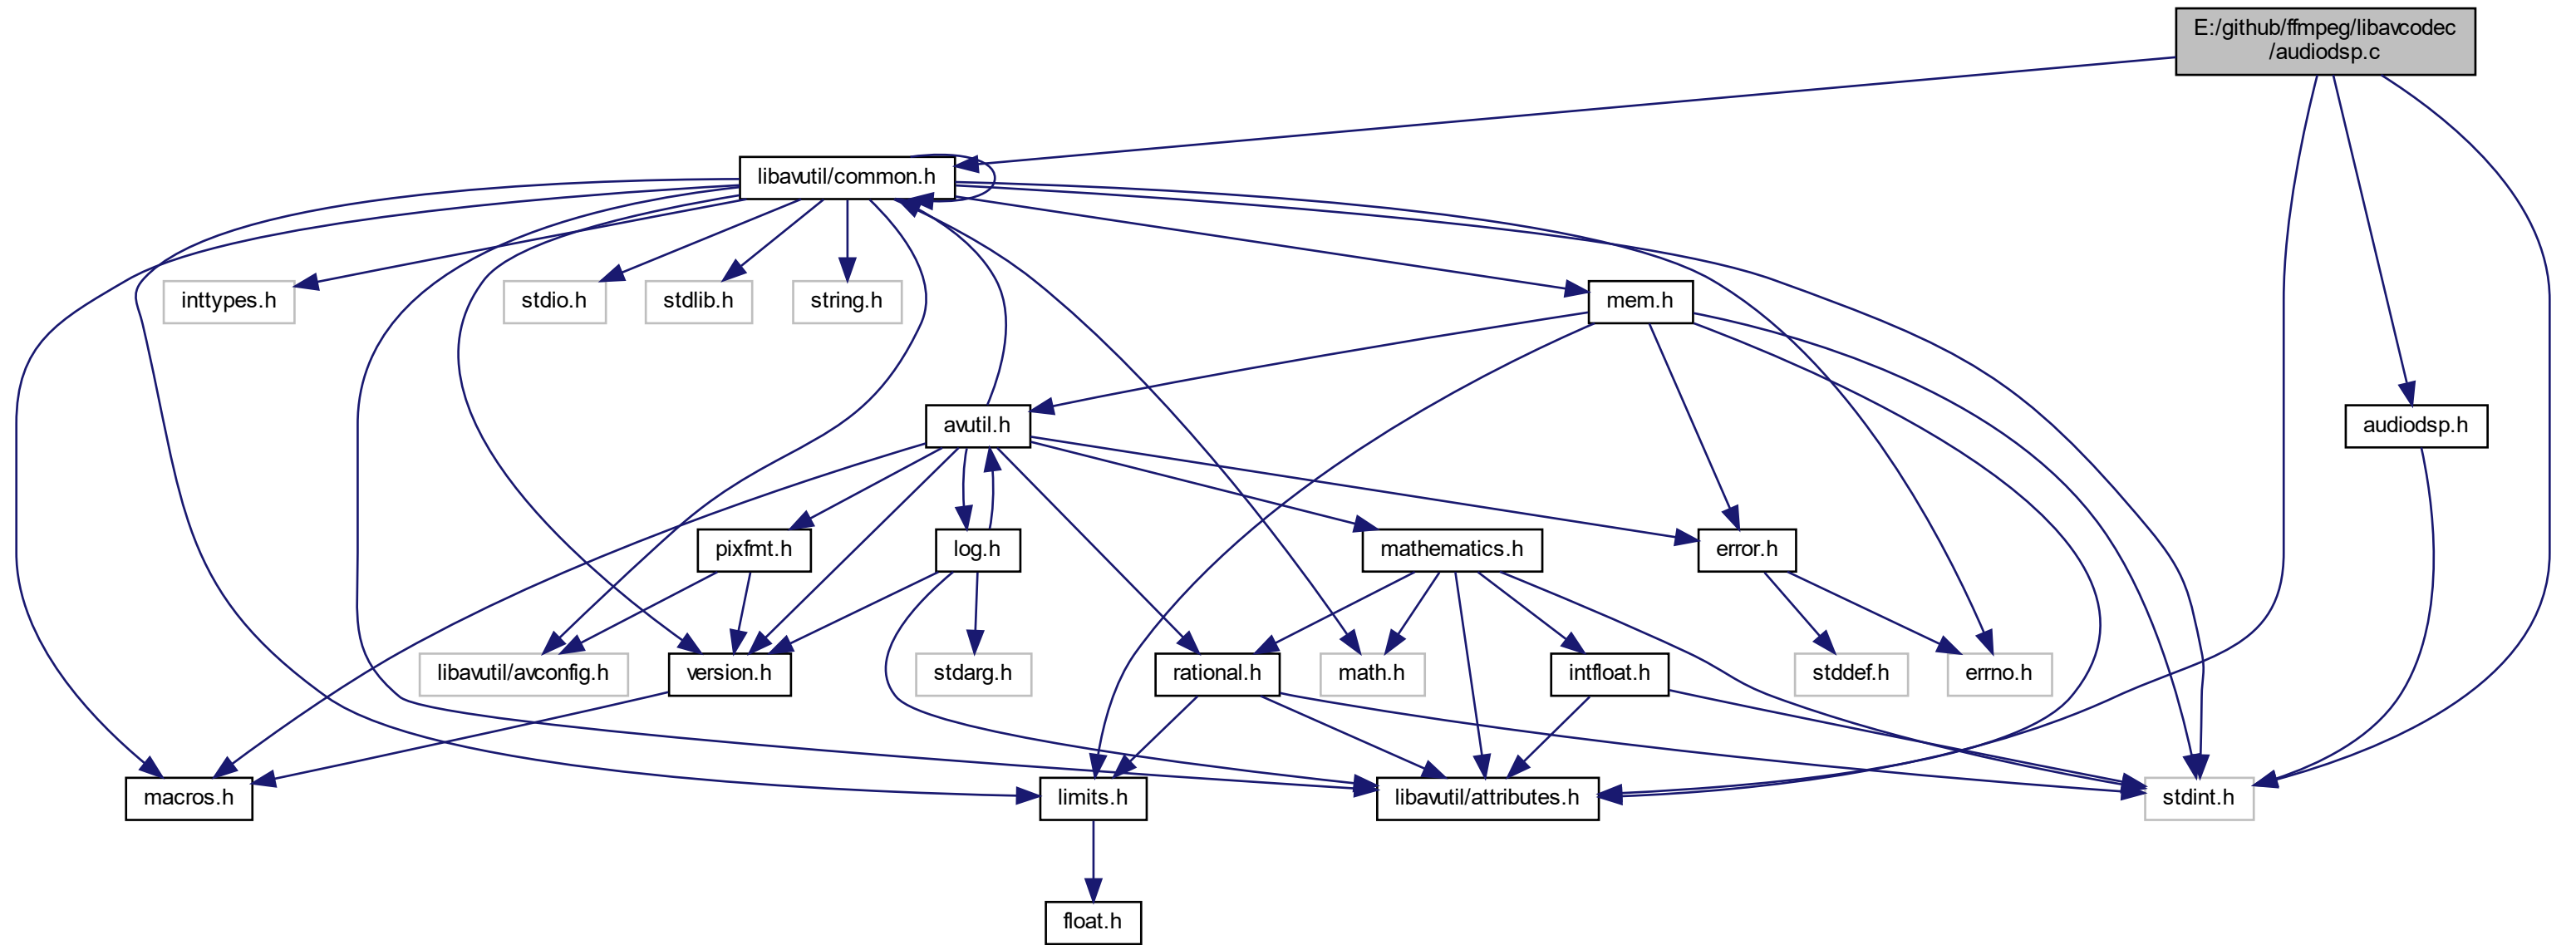 E:/github/ffmpeg/libavcodec
/audiodsp.c
libavutil/common.h
inttypes.h
stdio.h
stdlib.h
string.h
mem.h
avutil.h
audiodsp.h
pixfmt.h
log.h
mathematics.h
error.h
libavutil/avconfig.h
version.h
stdarg.h
rational.h
math.h
intfloat.h
stddef.h
errno.h
macros.h
limits.h
libavutil/attributes.h
stdint.h
float.h